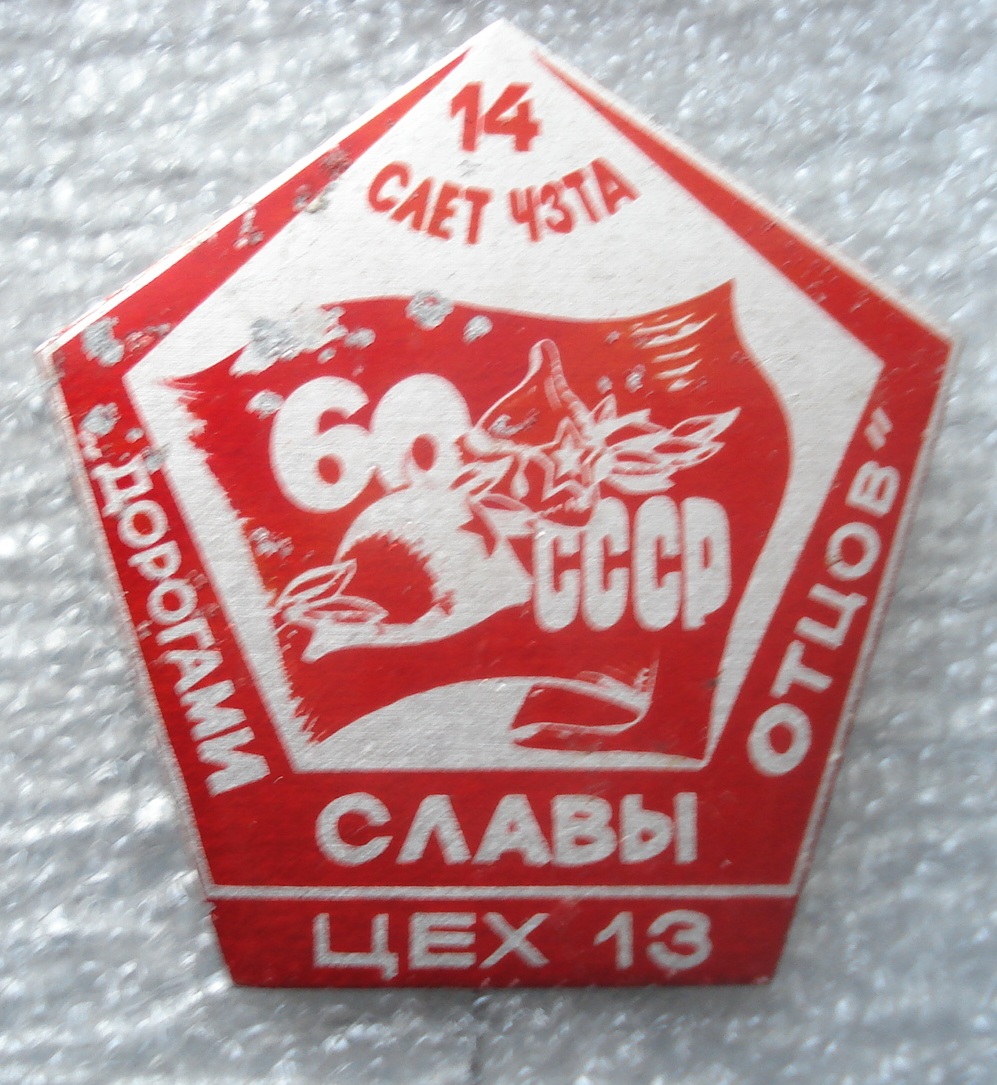 14
СЛЕТ ЧЗТА
60
СССР
„ДОРОГАМИ
СЛАВЫ
ОТЦОВ"
ЦЕХ 13